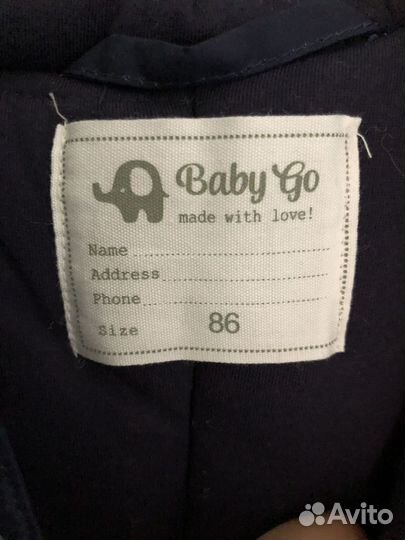 Baby Go
made with love!
Name
Address
Phone
Size 86
Avito